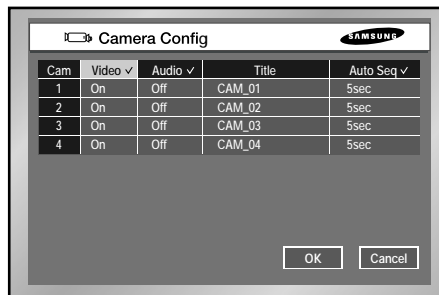 Camera Config SAMSUNG
Cam Video ✓ Audio ✓ Title Auto Seq ✓
1 On Off CAM_01 5sec
2 On Off CAM_02 5sec
3 On Off CAM_03 5sec
4 On Off CAM_04 5sec
OK Cancel